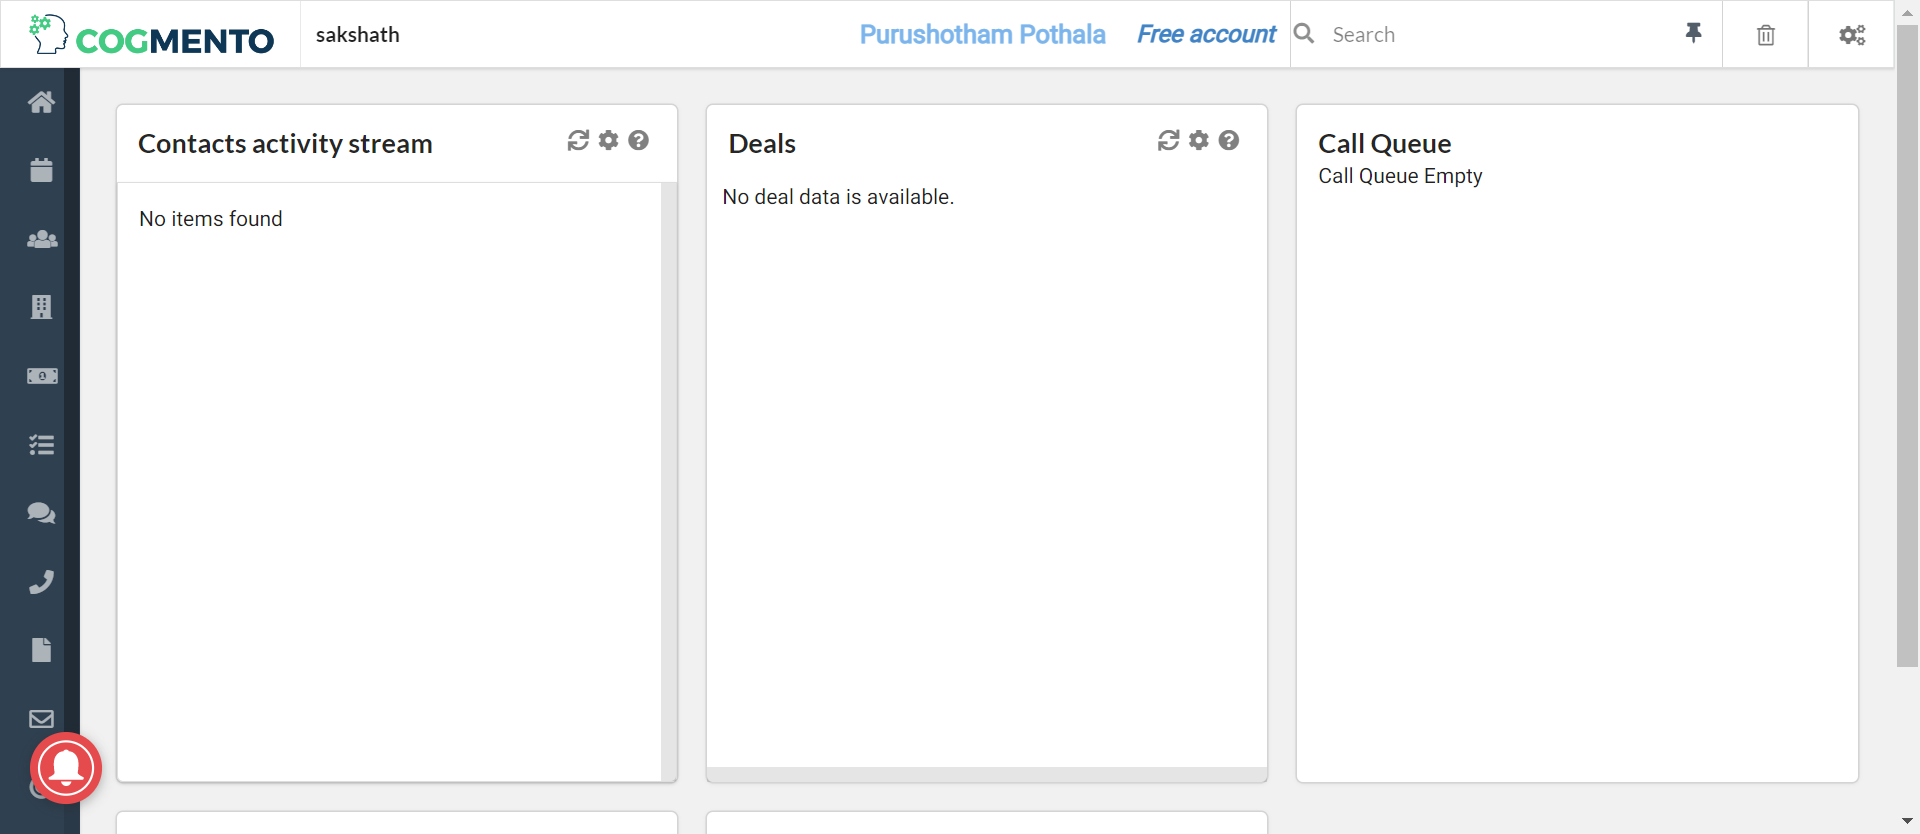 COGMENTO
sakshath
Purushotham Pothala
Free account
Search
Contacts activity stream
No items found
Deals
No deal data is available.
Call Queue
Call Queue Empty